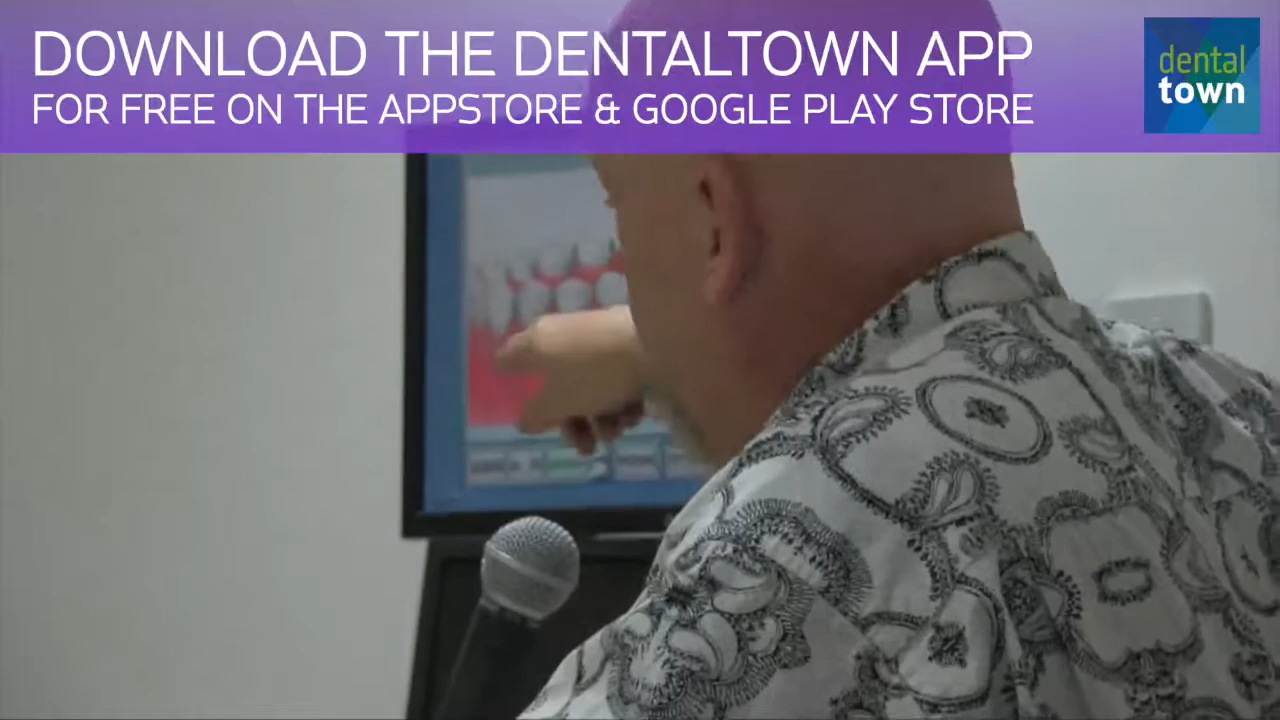 DOWNLOAD THE DENTALTOWN APP
FOR FREE ON THE APPSTORE & GOOGLE PLAY STORE
dental
town